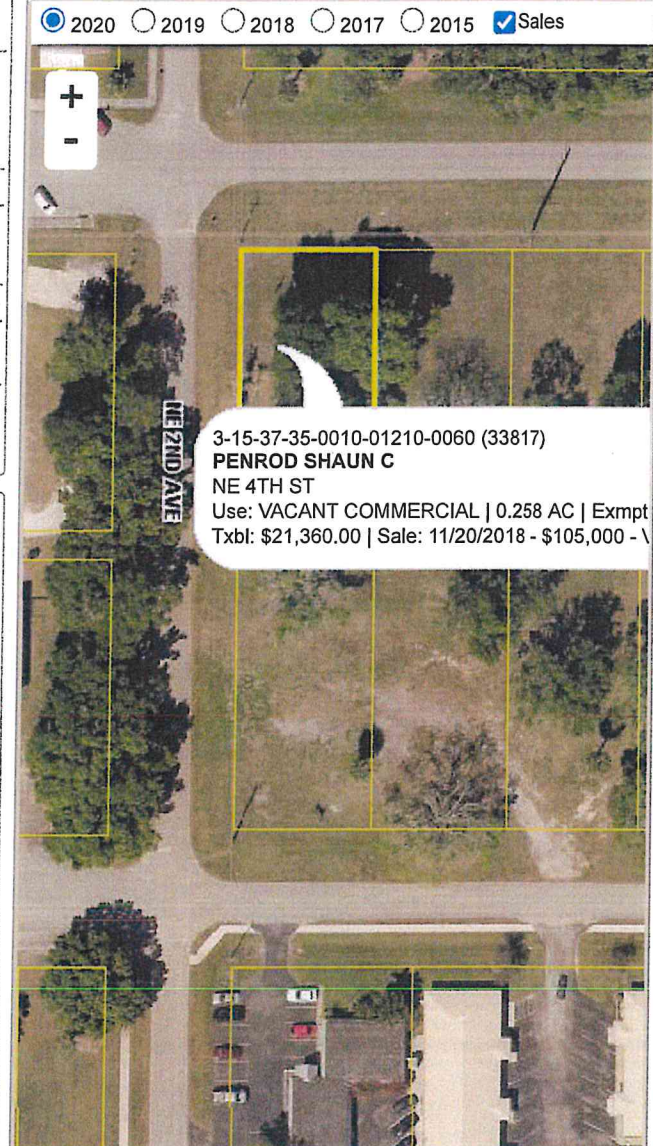 2020 2019 2018 2017 2015 Sales
+
-
NE 2ND AVE
3-15-37-35-0010-01210-0060 (33817)
PENROD SHAUN C
NE 4TH ST
Use: VACANT COMMERCIAL | 0.258 AC | Exmpt
Txbl: $21,360.00 | Sale: 11/20/2018 - $105,000 - \